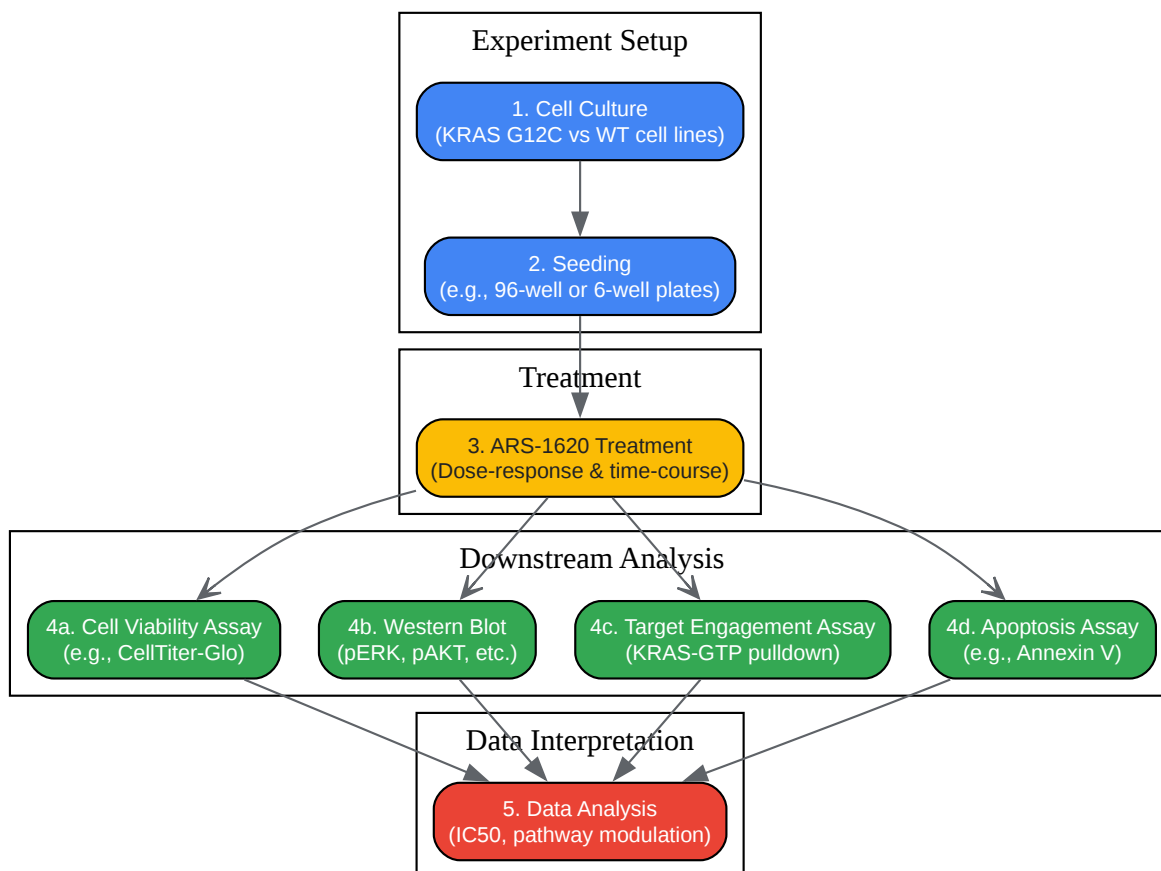 Experiment Setup
1. Cell Culture
(KRAS G12C vs WT cell lines)
2. Seeding
(e.g., 96-well or 6-well plates)
Treatment
3. ARS-1620 Treatment
(Dose-response & time-course)
Downstream Analysis
4a. Cell Viability Assay
(e.g., CellTiter-Glo)
4b. Western Blot
(pERK, pAKT, etc.)
4c. Target Engagement Assay
(KRAS-GTP pulldown)
4d. Apoptosis Assay
(e.g., Annexin V)
Data Interpretation
5. Data Analysis
(IC50, pathway modulation)